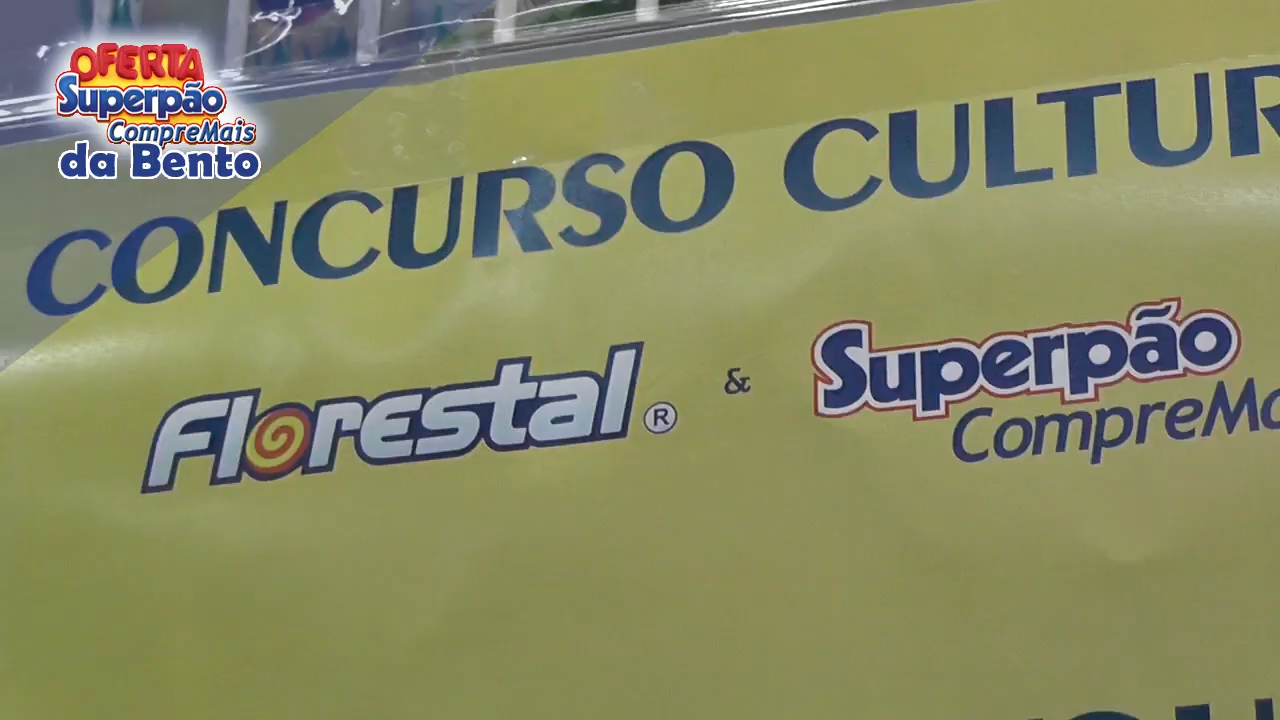 OFERTA
Superpão
CompreMais
da Bento
CONCURSO CULTUR
Florestal ® & Superpão
CompreMa